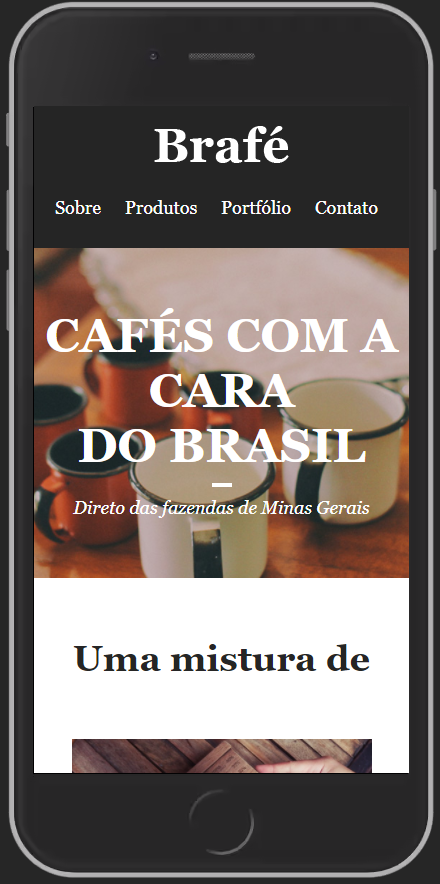 Brafé
Sobre Produtos Portfólio Contato
CAFÉS COM A
CARA
DO BRASIL
Direto das fazendas de Minas Gerais
Uma mistura de